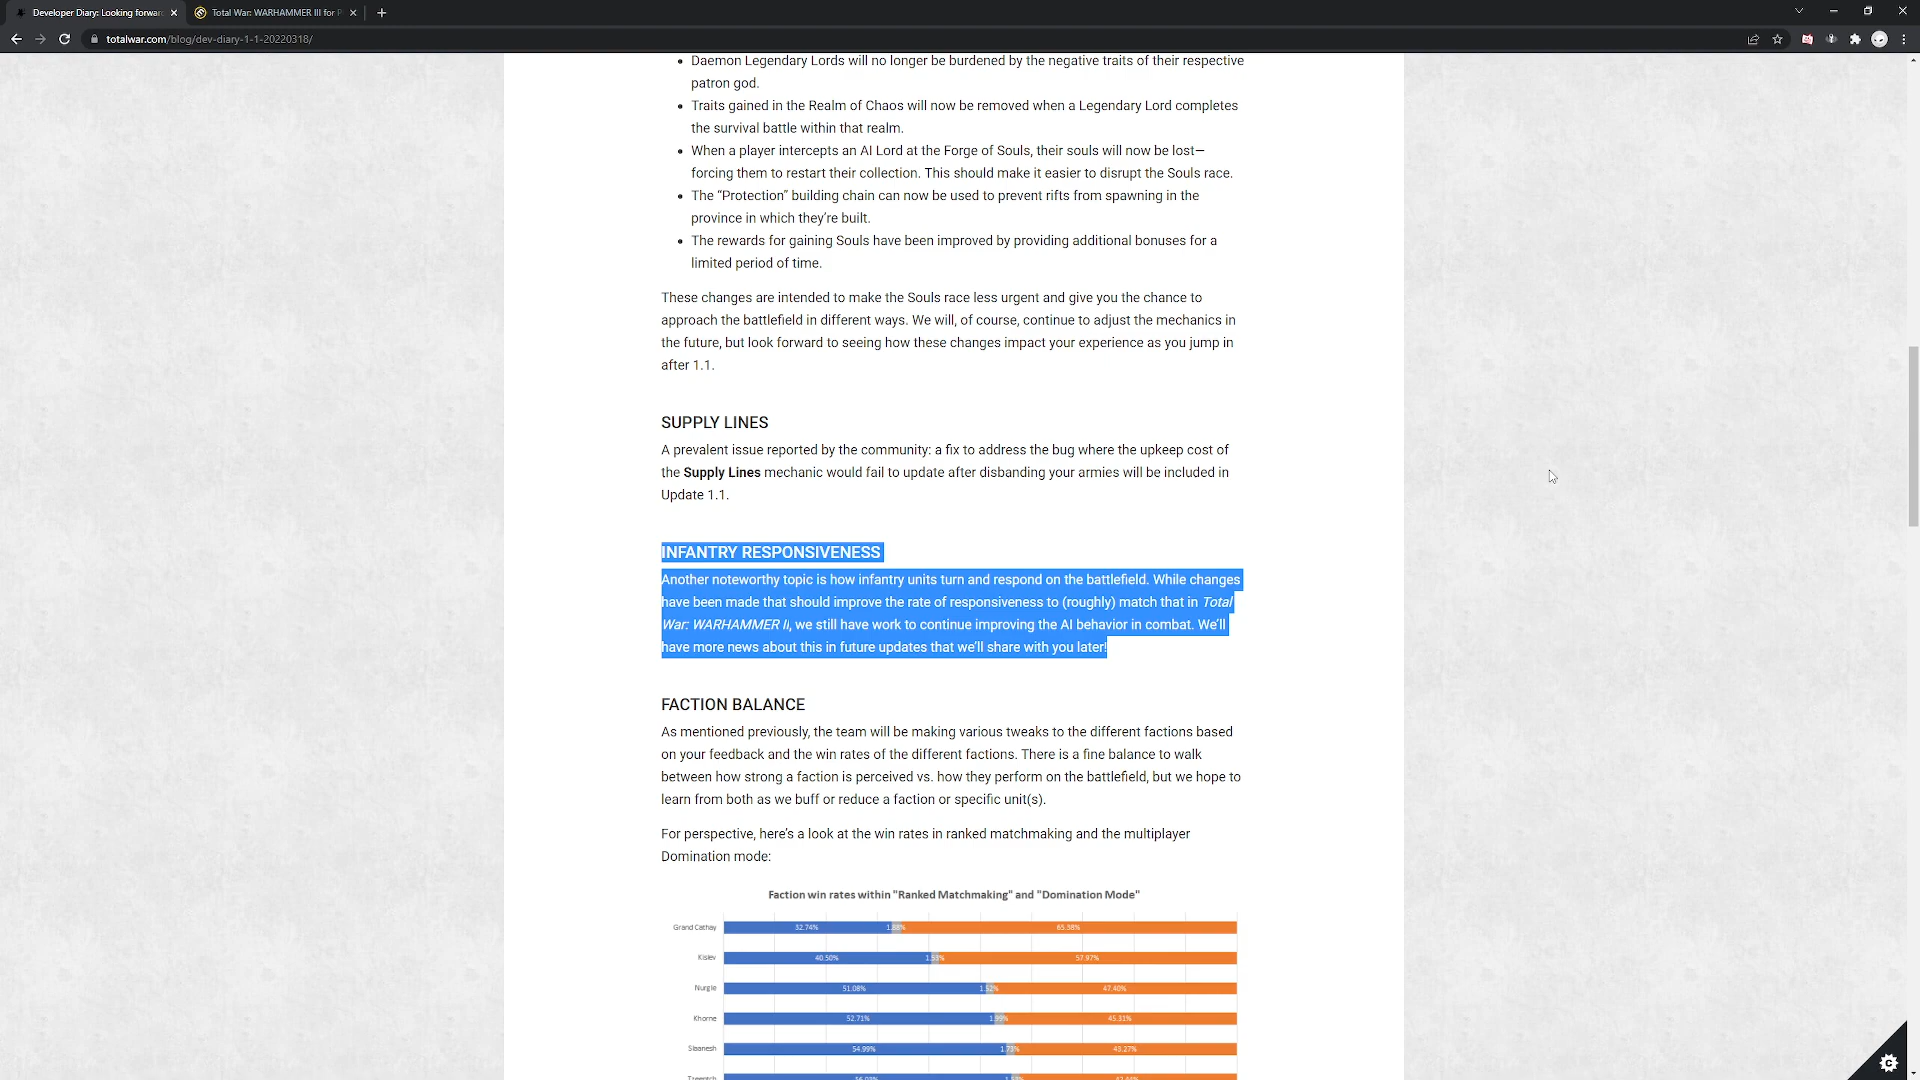 Developer Diary: Looking forwar
Total War: WARHAMMER III for P
totalwar.com/blog/dev-diary-1-1-20220318/
• Daemon Legendary Lords will no longer be burdened by the negative traits of their respective
patron god.
• Traits gained in the Realm of Chaos will now be removed when a Legendary Lord completes
the survival battle within that realm.
• When a player intercepts an AI Lord at the Forge of Souls, their souls will now be lost—
forcing them to restart their collection. This should make it easier to disrupt the Souls race.
• The “Protection” building chain can now be used to prevent rifts from spawning in the
province in which they’re built.
• The rewards for gaining Souls have been improved by providing additional bonuses for a
limited period of time.
These changes are intended to make the Souls race less urgent and give you the chance to
approach the battlefield in different ways. We will, of course, continue to adjust the mechanics in
the future, but look forward to seeing how these changes impact your experience as you jump in
after 1.1.
SUPPLY LINES
A prevalent issue reported by the community: a fix to address the bug where the upkeep cost of
the Supply Lines mechanic would fail to update after disbanding your armies will be included in
Update 1.1.
INFANTRY RESPONSIVENESS
Another noteworthy topic is how infantry units turn and respond on the battlefield. While changes
have been made that should improve the rate of responsiveness to (roughly) match that in Total
War: WARHAMMER II, we still have work to continue improving the AI behavior in combat. We’ll
have more news about this in future updates that we’ll share with you later!
FACTION BALANCE
As mentioned previously, the team will be making various tweaks to the different factions based
on your feedback and the win rates of the different factions. There is a fine balance to walk
between how strong a faction is perceived vs. how they perform on the battlefield, but we hope to
learn from both as we buff or reduce a faction or specific unit(s).
For perspective, here’s a look at the win rates in ranked matchmaking and the multiplayer
Domination mode:
Faction win rates within "Ranked Matchmaking" and "Domination Mode"
Grand Cathay 32.74% 1.88% 65.38%
Kislev 40.50% 1.53% 57.97%
Nurgle 51.08% 1.52% 47.40%
Khorne 52.71% 1.99% 45.31%
Slaanesh 54.99% 1.73% 43.27%
Tzeentch